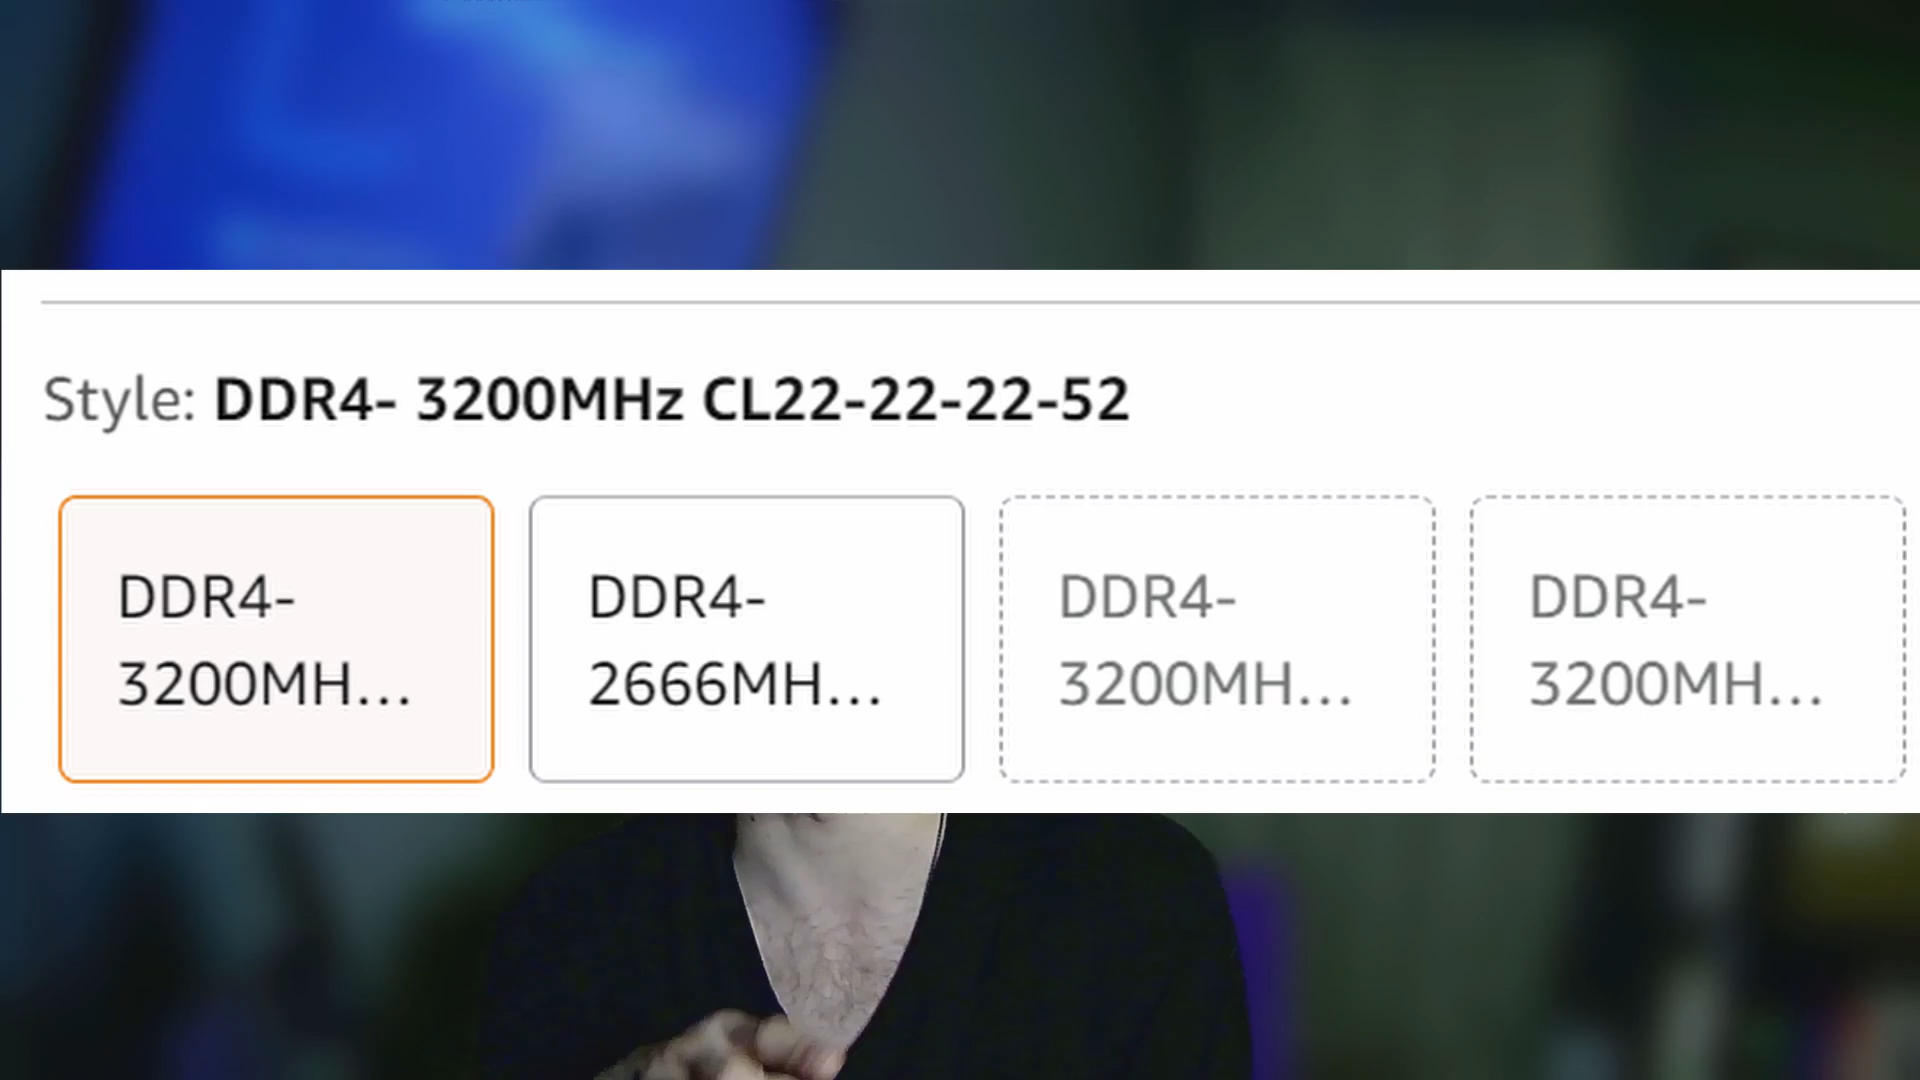 Style: DDR4- 3200MHz CL22-22-22-52
DDR4-
3200MH...
DDR4-
2666MH...
DDR4-
3200MH...
DDR4-
3200MH...